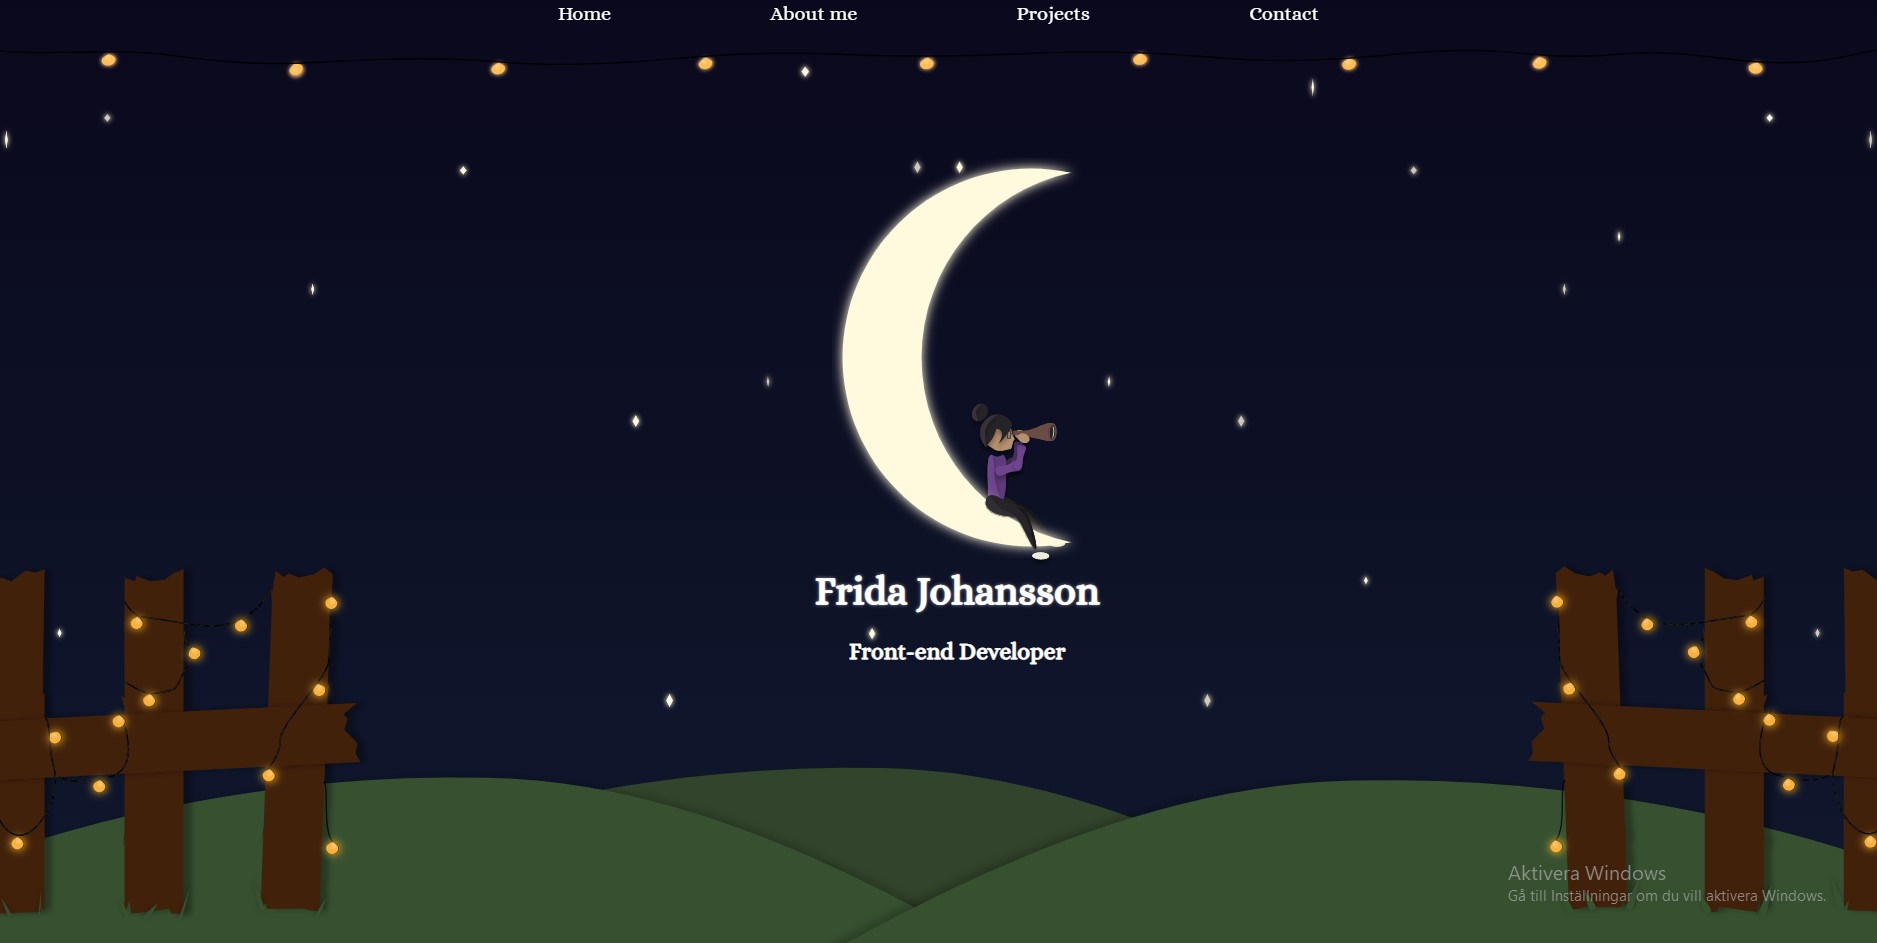 Home
About me
Projects
Contact
Frida Johansson
Front-end Developer
Aktivera Windows
Gå till Inställningar om du vill aktivera Windows.